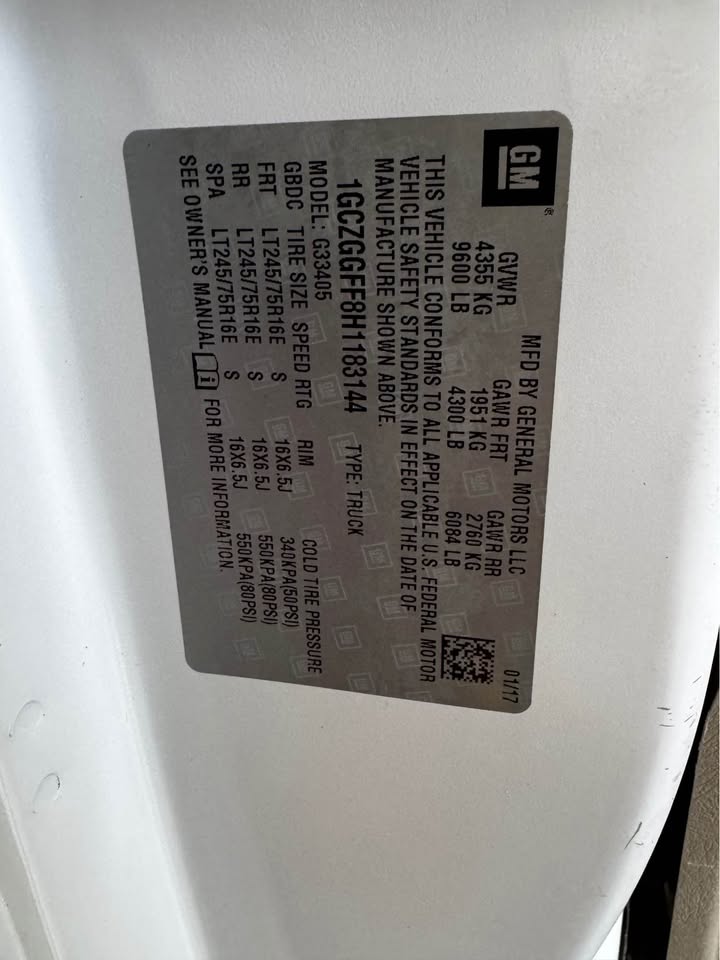 GM®
MFD BY GENERAL MOTORS LLC 01/17
GVWR GAWR FRT GAWR RR
4355 KG 1951 KG 2760 KG
9600 LB 4300 LB 6084 LB
THIS VEHICLE CONFORMS TO ALL APPLICABLE U.S. FEDERAL MOTOR
VEHICLE SAFETY STANDARDS IN EFFECT ON THE DATE OF
MANUFACTURE SHOWN ABOVE.
1GCZGGFF8H1183144 TYPE: TRUCK
MODEL: G33405
GBDC TIRE SIZE SPEED RTG RIM COLD TIRE PRESSURE
FRT LT245/75R16E S 16X6.5J 340KPA(50PSI)
RR LT245/75R16E S 16X6.5J 550KPA(80PSI)
SPA LT245/75R16E S 16X6.5J 550KPA(80PSI)
SEE OWNER'S MANUAL i FOR MORE INFORMATION.